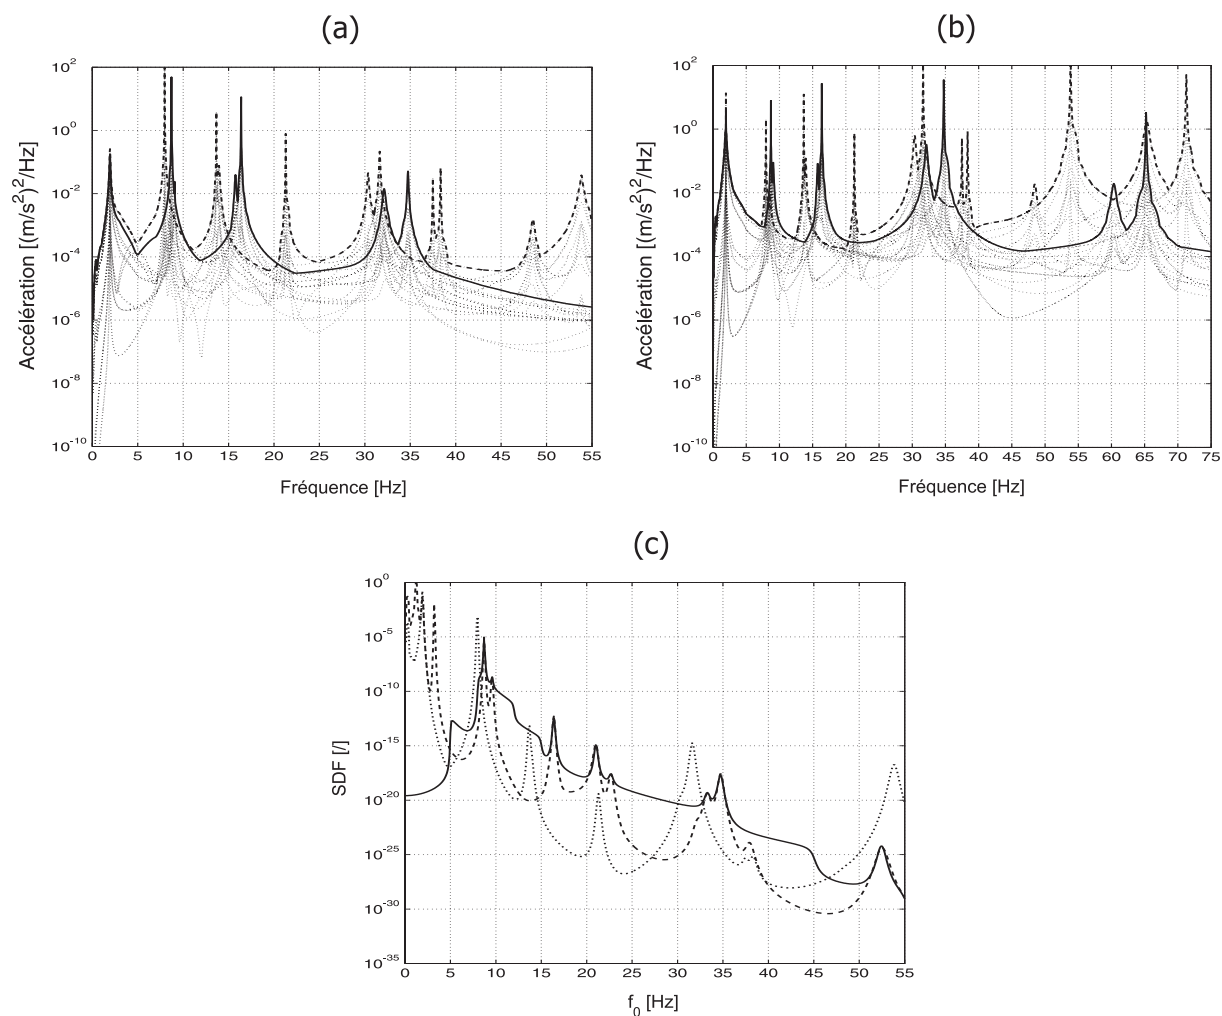 (a)
(b)
10^2
10^0
10^-2
10^-4
10^-6
10^-8
10^-10
Accélération [(m/s^2)^2/Hz]
0 5 10 15 20 25 30 35 40 45 50 55
Fréquence [Hz]
10^2
10^0
10^-2
10^-4
10^-6
10^-8
10^-10
Accélération [(m/s^2)^2/Hz]
0 5 10 15 20 25 30 35 40 45 50 55 60 65 70 75
Fréquence [Hz]
(c)
10^0
10^-5
10^-10
10^-15
10^-20
10^-25
10^-30
10^-35
SDF [/]
0 5 10 15 20 25 30 35 40 45 50 55
f_0 [Hz]